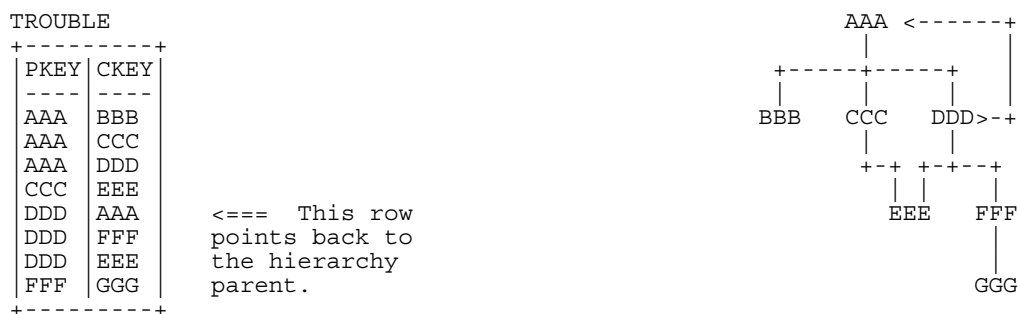 TROUBLE
PKEY CKEY
AAA BBB
AAA CCC
AAA DDD
CCC EEE
DDD AAA
DDD FFF
DDD EEE
FFF GGG
<=== This row
points back to
the hierarchy
parent.
AAA
BBB CCC DDD
EEE FFF
GGG